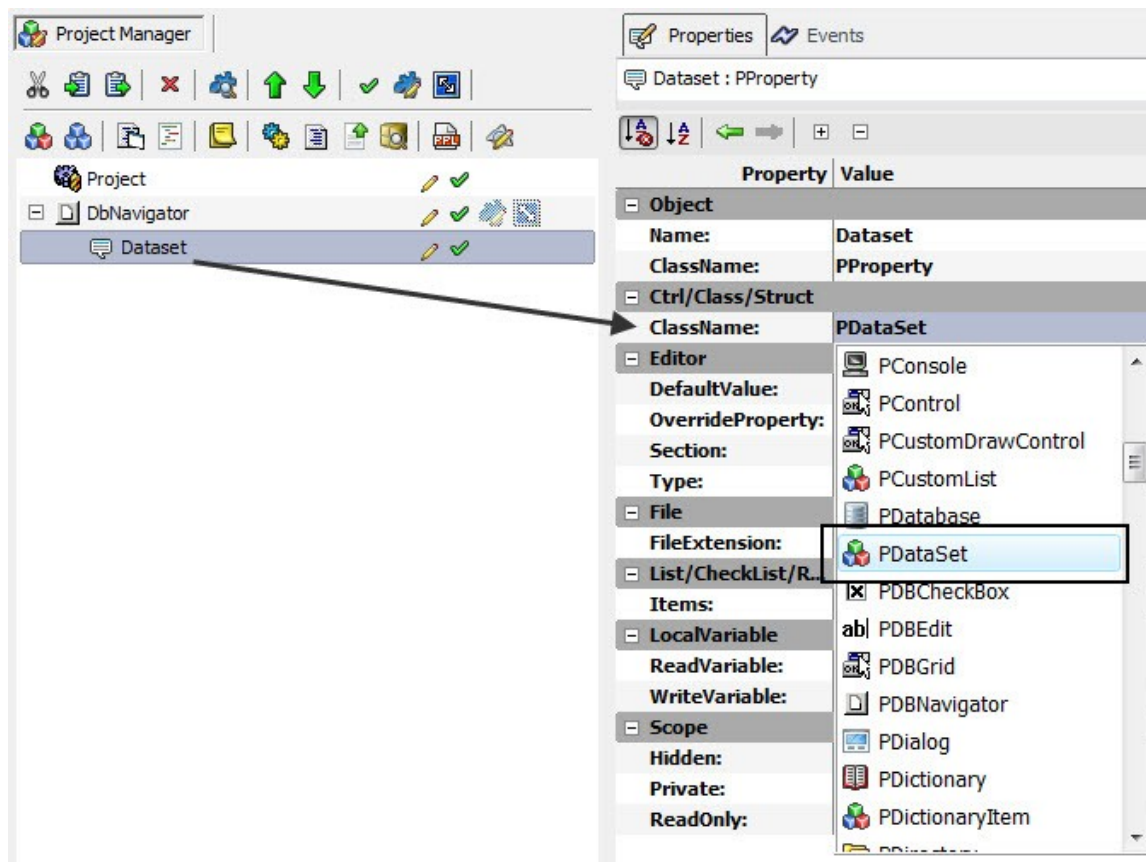 Project Manager
Project
DbNavigator
Dataset
Properties
Events
Dataset : PProperty
Property Value
Object
Name: Dataset
ClassName: PProperty
Ctrl/Class/Struct
ClassName: PDataSet
Editor
DefaultValue:
OverrideProperty:
Section:
Type:
File
FileExtension:
List/CheckList/R...
Items:
LocalVariable
ReadVariable:
WriteVariable:
Scope
Hidden:
Private:
ReadOnly:
PConsole
PControl
PCustomDrawControl
PCustomList
PDatabase
PDataSet
PDBCheckBox
ab| PDBEdit
PDBGrid
PDBNavigator
PDialog
PDictionary
PDictionaryItem